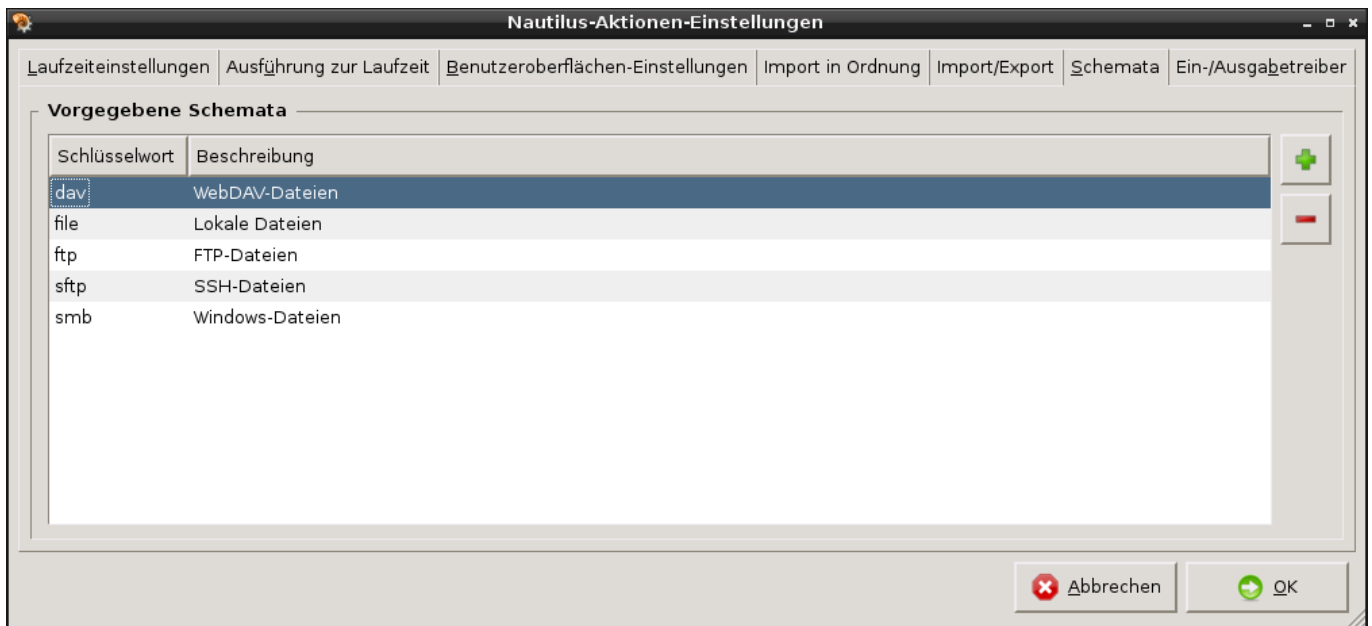 Nautilus-Aktionen-Einstellungen
Laufzeiteinstellungen Ausführung zur Laufzeit Benutzeroberflächen-Einstellungen Import in Ordnung Import/Export Schemata Ein-/Ausgabetreiber
Vorgegebene Schemata
Schlüsselwort Beschreibung
dav WebDAV-Dateien
file Lokale Dateien
ftp FTP-Dateien
sftp SSH-Dateien
smb Windows-Dateien
Abbrechen OK